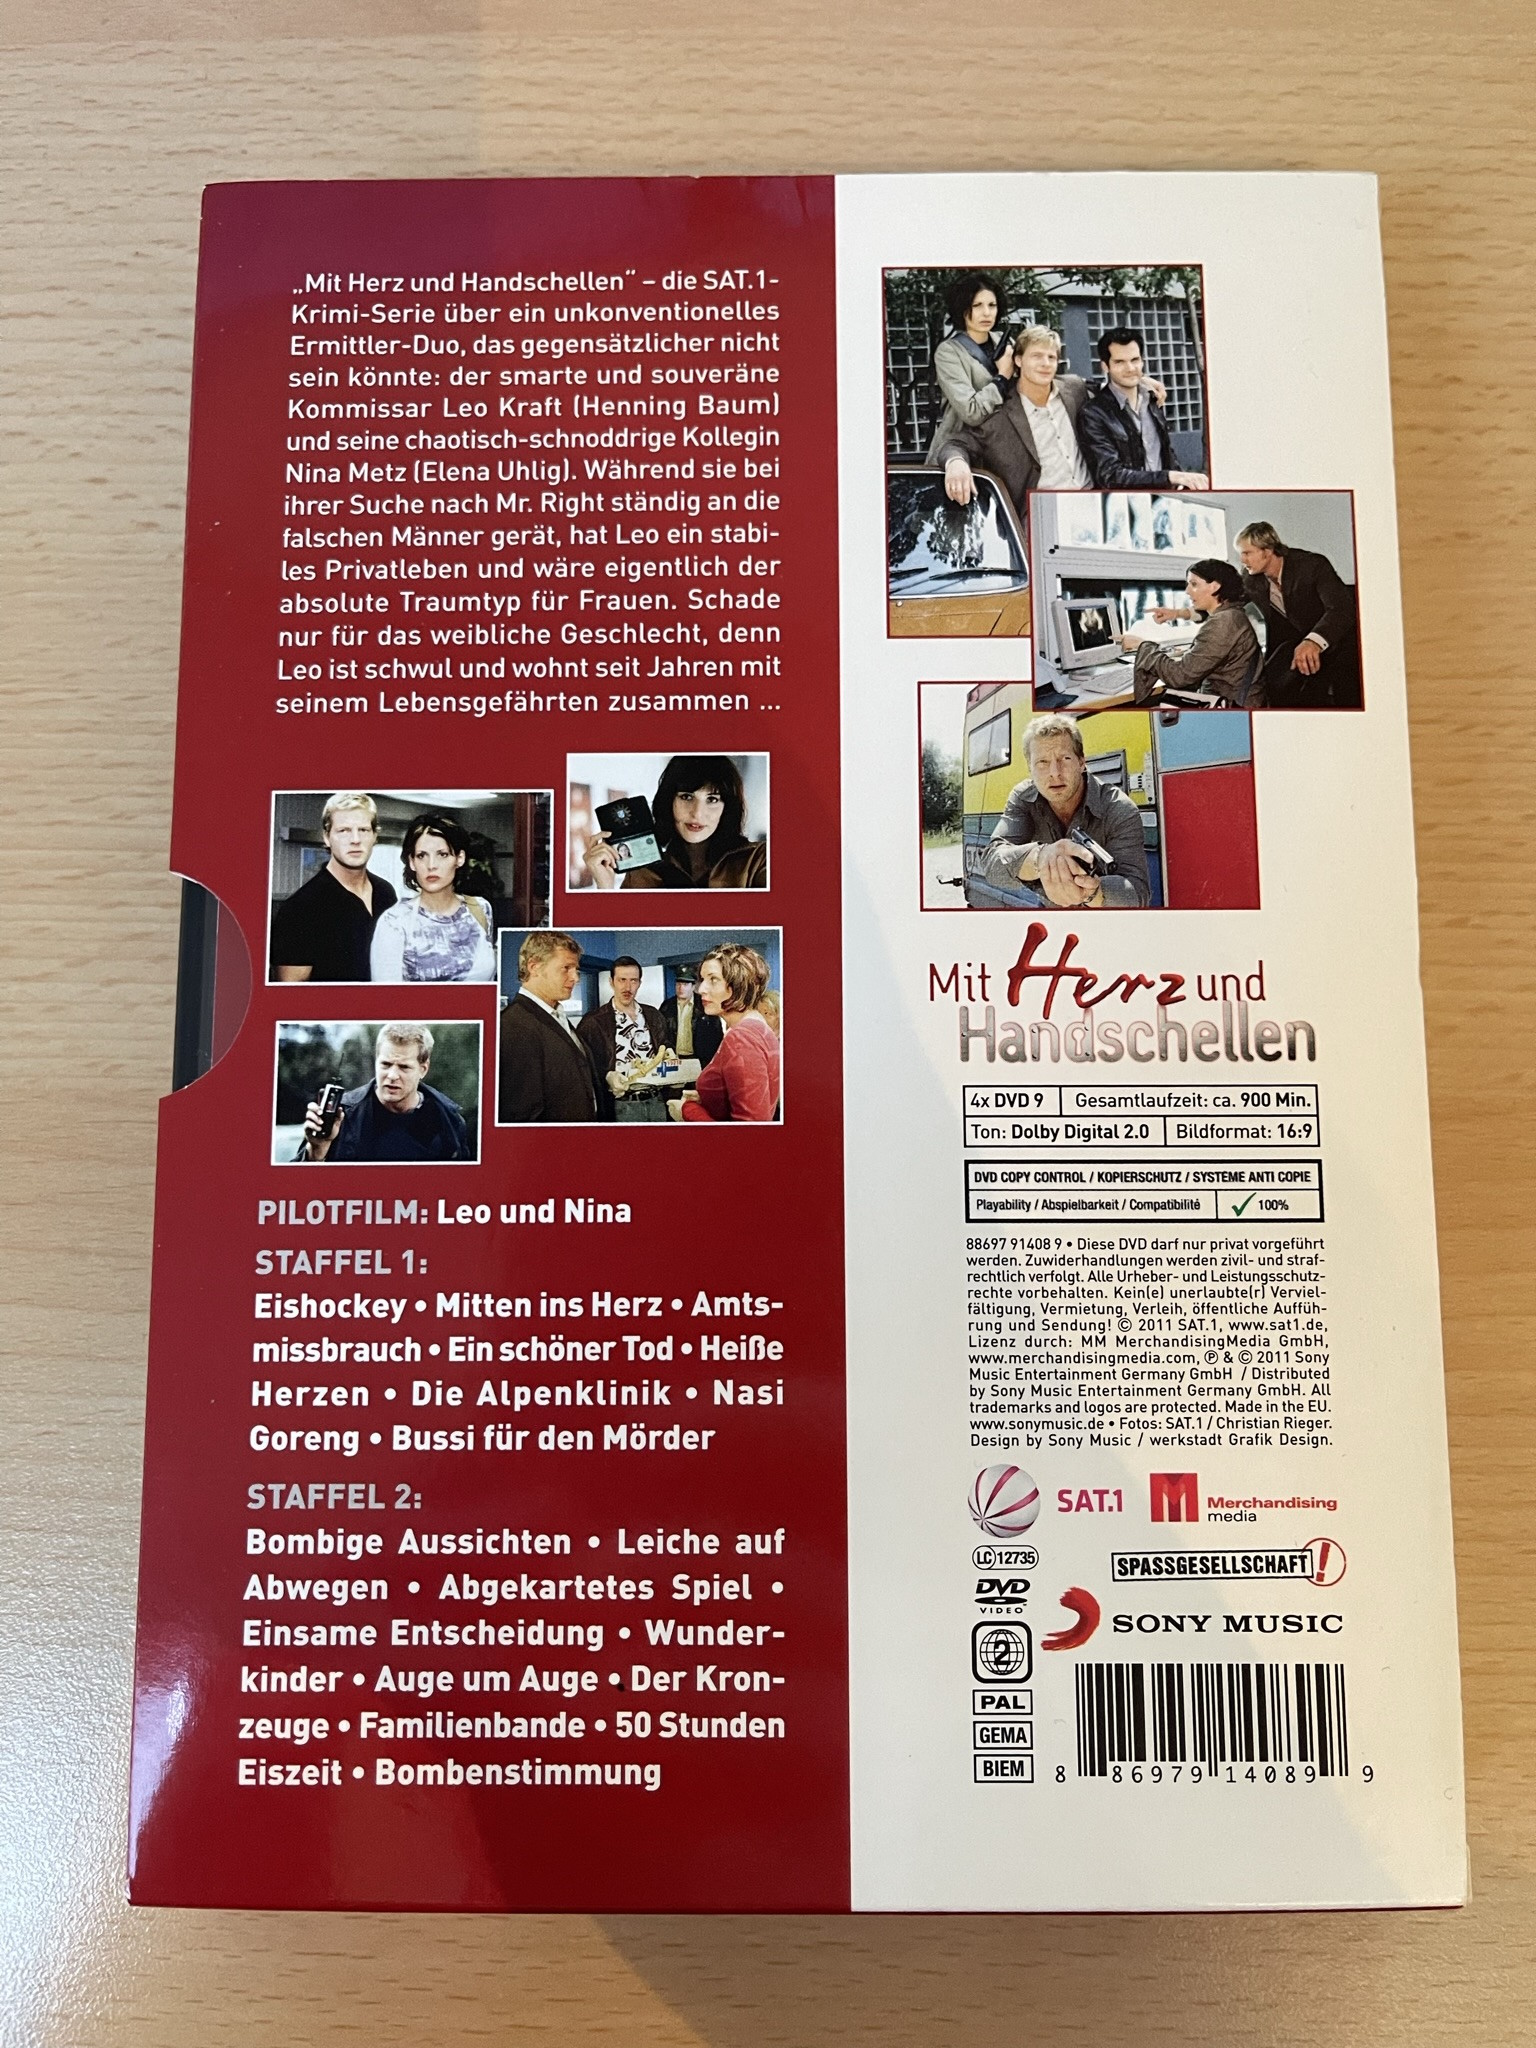 „Mit Herz und Handschellen“ – die SAT.1-
Krimi-Serie über ein unkonventionelles
Ermittler-Duo, das gegensätzlicher nicht
sein könnte: der smarte und souveräne
Kommissar Leo Kraft (Henning Baum)
und seine chaotisch-schnoddrige Kollegin
Nina Metz (Elena Uhlig). Während sie bei
ihrer Suche nach Mr. Right ständig an die
falschen Männer gerät, hat Leo ein stabi-
les Privatleben und wäre eigentlich der
absolute Traumtyp für Frauen. Schade
nur für das weibliche Geschlecht, denn
Leo ist schwul und wohnt seit Jahren mit
seinem Lebensgefährten zusammen ...
PILOTFILM: Leo und Nina
STAFFEL 1:
Eishockey • Mitten ins Herz • Amts-
missbrauch • Ein schöner Tod • Heiße
Herzen • Die Alpenklinik • Nasi
Goreng • Bussi für den Mörder
STAFFEL 2:
Bombige Aussichten • Leiche auf
Abwegen • Abgekartetes Spiel •
Einsame Entscheidung • Wunder-
kinder • Auge um Auge • Der Kron-
zeuge • Familienbande • 50 Stunden
Eiszeit • Bombenstimmung
Mit Herz und
Handschellen
4x DVD 9 Gesamtlaufzeit: ca. 900 Min.
Ton: Dolby Digital 2.0 Bildformat: 16:9
DVD COPY CONTROL / KOPIERSCHUTZ / SYSTÈME ANTI COPIE
Playability / Abspielbarkeit / Compatibilité 100%
88697 91408 9 • Diese DVD darf nur privat vorgeführt
werden. Zuwiderhandlungen werden zivil- und straf-
rechtlich verfolgt. Alle Urheber- und Leistungsschutz-
rechte vorbehalten. Kein(e) unerlaubte(r) Verviel-
fältigung, Vermietung, Verleih, öffentliche Auffüh-
rung und Sendung! © 2011 SAT.1, www.sat1.de,
Lizenz durch: MM MerchandisingMedia GmbH,
www.merchandisingmedia.com, ℗ & © 2011 Sony
Music Entertainment Germany GmbH / Distributed
by Sony Music Entertainment Germany GmbH. All
trademarks and logos are protected. Made in the EU.
www.sonymusic.de • Fotos: SAT.1 / Christian Rieger.
Design by Sony Music / werkstadt Grafik Design.
SAT.1 M Merchandising
media
LC 12735
SPASSGESELLSCHAFT!
DVD
VIDEO
SONY MUSIC
2
PAL
GEMA
BIEM
8 86979 14089 9